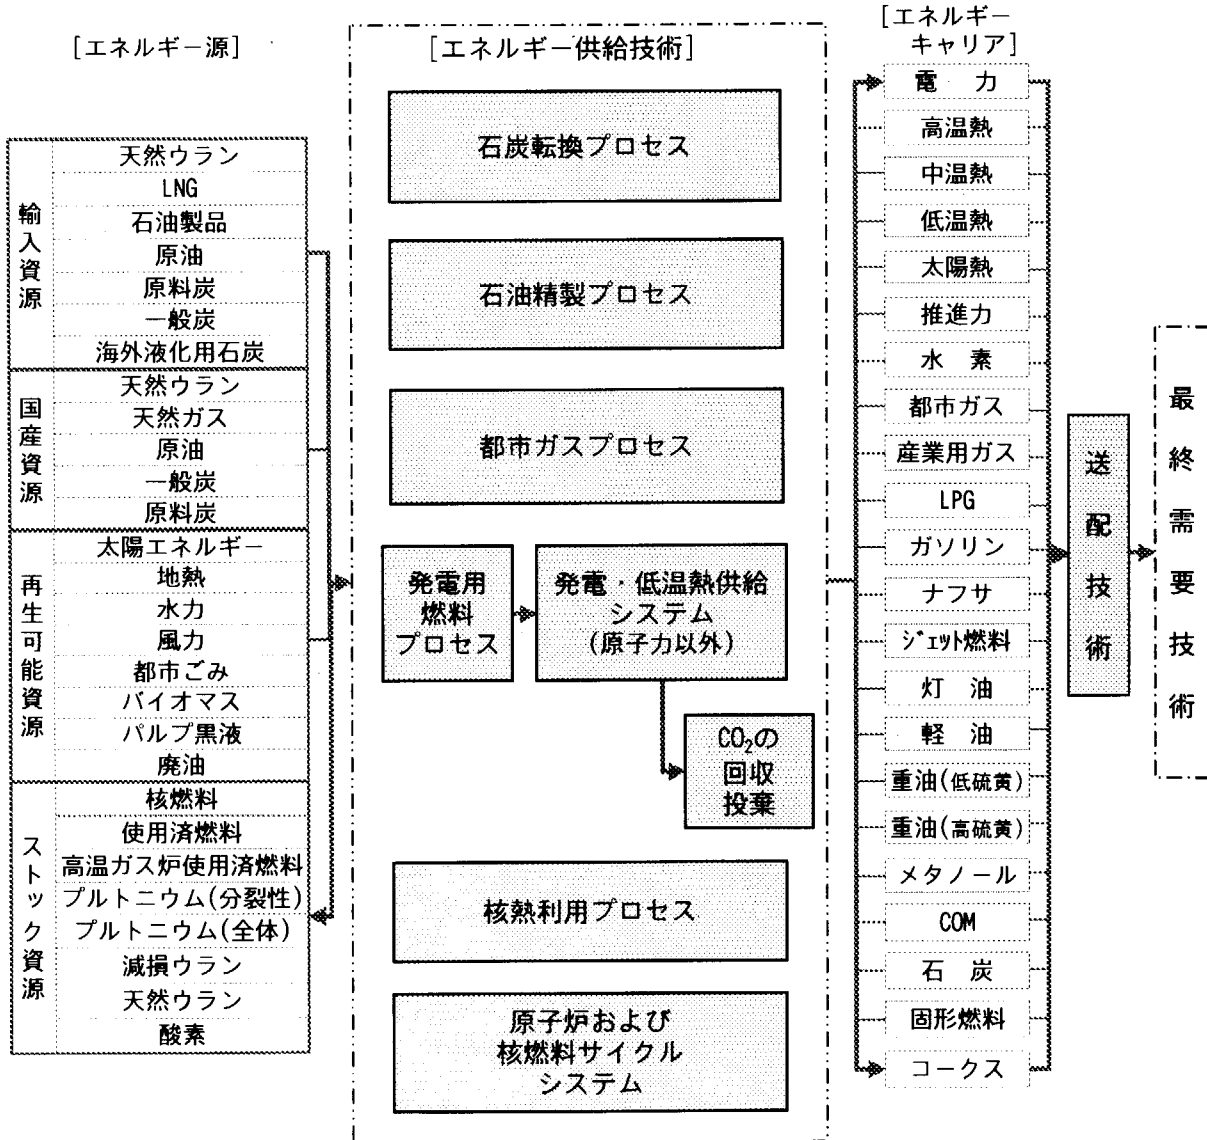 [エネルギー源]
輸入資源
天然ウラン
LNG
石油製品
原油
原料炭
一般炭
海外液化用石炭
国産資源
天然ウラン
天然ガス
原油
一般炭
原料炭
再生可能資源
太陽エネルギー
地熱
水力
風力
都市ごみ
バイオマス
パルプ黒液
廃油
ストック資源
核燃料
使用済燃料
高温ガス炉使用済燃料
プルトニウム(分裂性)
プルトニウム(全体)
減損ウラン
天然ウラン
酸素
[エネルギー供給技術]
石炭転換プロセス
石油精製プロセス
都市ガスプロセス
発電用
燃料
プロセス
発電・低温熱供給
システム
(原子力以外)
CO₂の
回収
投棄
核熱利用プロセス
原子炉および
核燃料サイクル
システム
[エネルギー
キャリア]
電 力
高温熱
中温熱
低温熱
太陽熱
推進力
水 素
都市ガス
産業用ガス
LPG
ガソリン
ナフサ
ジェット燃料
灯 油
軽 油
重油(低硫黄)
重油(高硫黄)
メタノール
COM
石 炭
固形燃料
コークス
送配技術
最終需要技術